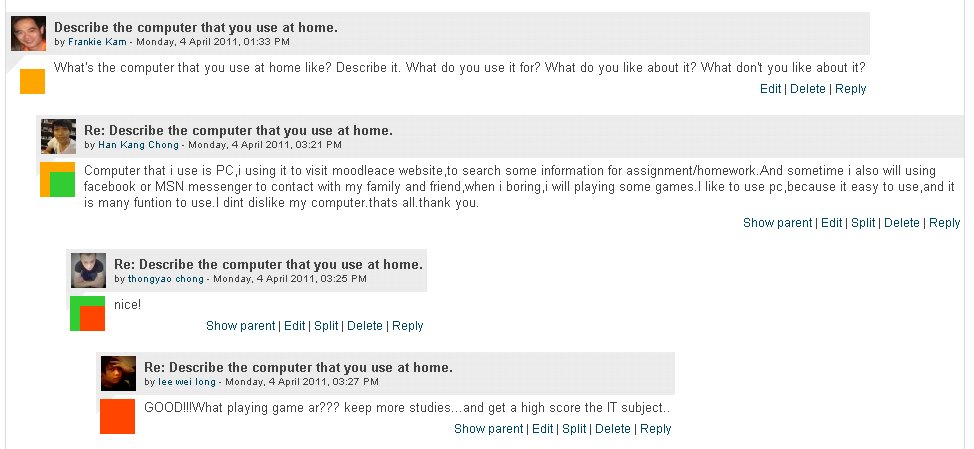 Describe the computer that you use at home.
by Frankie Kam - Monday, 4 April 2011, 01:33 PM
What's the computer that you use at home like? Describe it. What do you use it for? What do you like about it? What don't you like about it?
Edit | Delete | Reply
Re: Describe the computer that you use at home.
by Han Kang Chong - Monday, 4 April 2011, 03:21 PM
Computer that i use is PC,i using it to visit moodleace website,to search some information for assignment/homework.And sometime i also will using
facebook or MSN messenger to contact with my family and friend,when i boring,i will playing some games.I like to use pc,because it easy to use,and it
is many funtion to use.I dint dislike my computer.thats all.thank you.
Show parent | Edit | Split | Delete | Reply
Re: Describe the computer that you use at home.
by thongyao chong - Monday, 4 April 2011, 03:25 PM
nice!
Show parent | Edit | Split | Delete | Reply
Re: Describe the computer that you use at home.
by lee wei long - Monday, 4 April 2011, 03:27 PM
GOOD!!!What playing game ar??? keep more studies...and get a high score the IT subject..
Show parent | Edit | Split | Delete | Reply